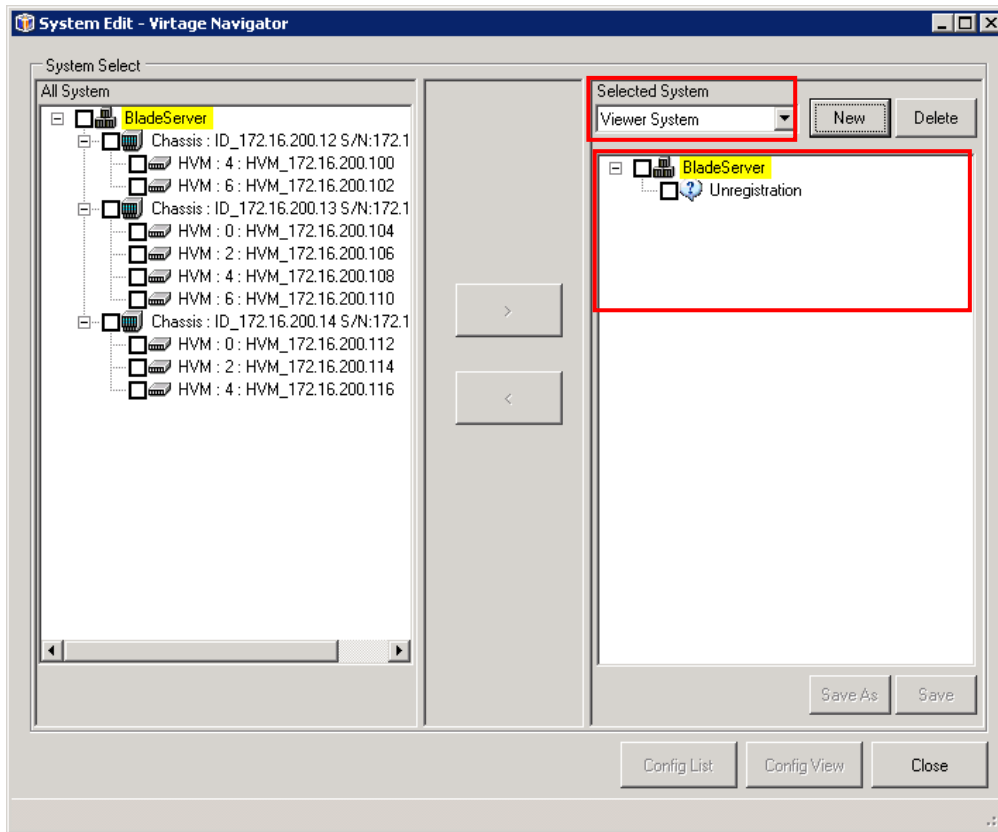 System Edit - Virtage Navigator
System Select
All System
BladeServer
Chassis : ID_172.16.200.12 S/N:172.1
HVM : 4 : HVM_172.16.200.100
HVM : 6 : HVM_172.16.200.102
Chassis : ID_172.16.200.13 S/N:172.1
HVM : 0 : HVM_172.16.200.104
HVM : 2 : HVM_172.16.200.106
HVM : 4 : HVM_172.16.200.108
HVM : 6 : HVM_172.16.200.110
Chassis : ID_172.16.200.14 S/N:172.1
HVM : 0 : HVM_172.16.200.112
HVM : 2 : HVM_172.16.200.114
HVM : 4 : HVM_172.16.200.116
>
<
Selected System
Viewer System
New
Delete
BladeServer
Unregistration
Save As
Save
Config List
Config View
Close